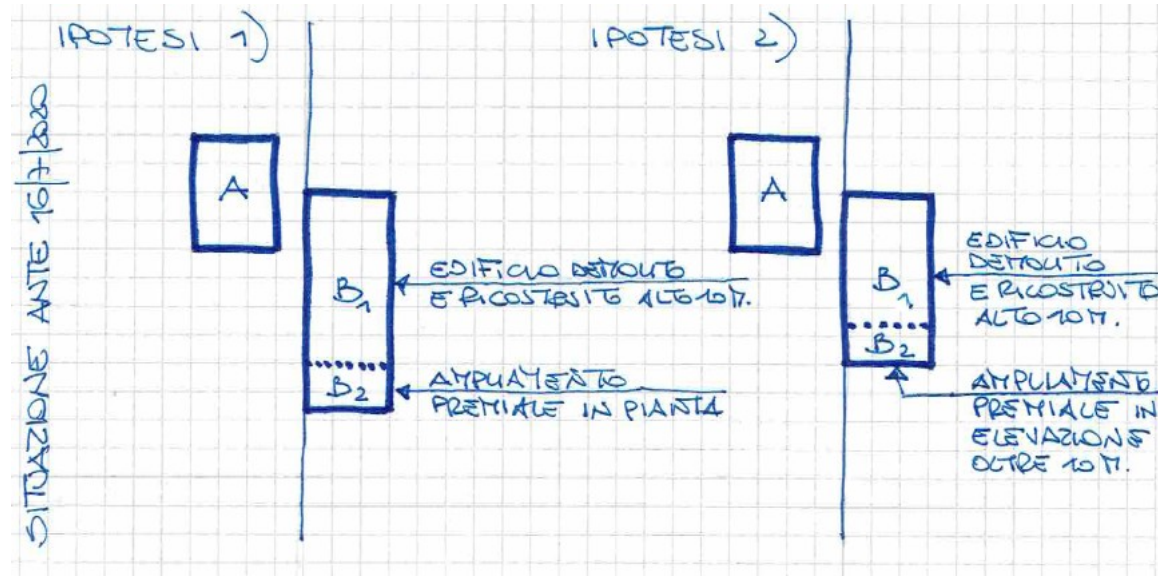 IPOTESI 1)
IPOTESI 2)
SITUAZIONE ANTE 16/7/2020
A
B1
EDIFICIO DEMOLITO
E RICOSTRUITO ALTO 10 M.
B2
AMPLIAMENTO
PREMIALE IN PIANTA
A
B1
EDIFICIO
DEMOLITO
E RICOSTRUITO
ALTO 10 M.
B2
AMPLIAMENTO
PREMIALE IN
ELEVAZIONE
OLTRE 10 M.